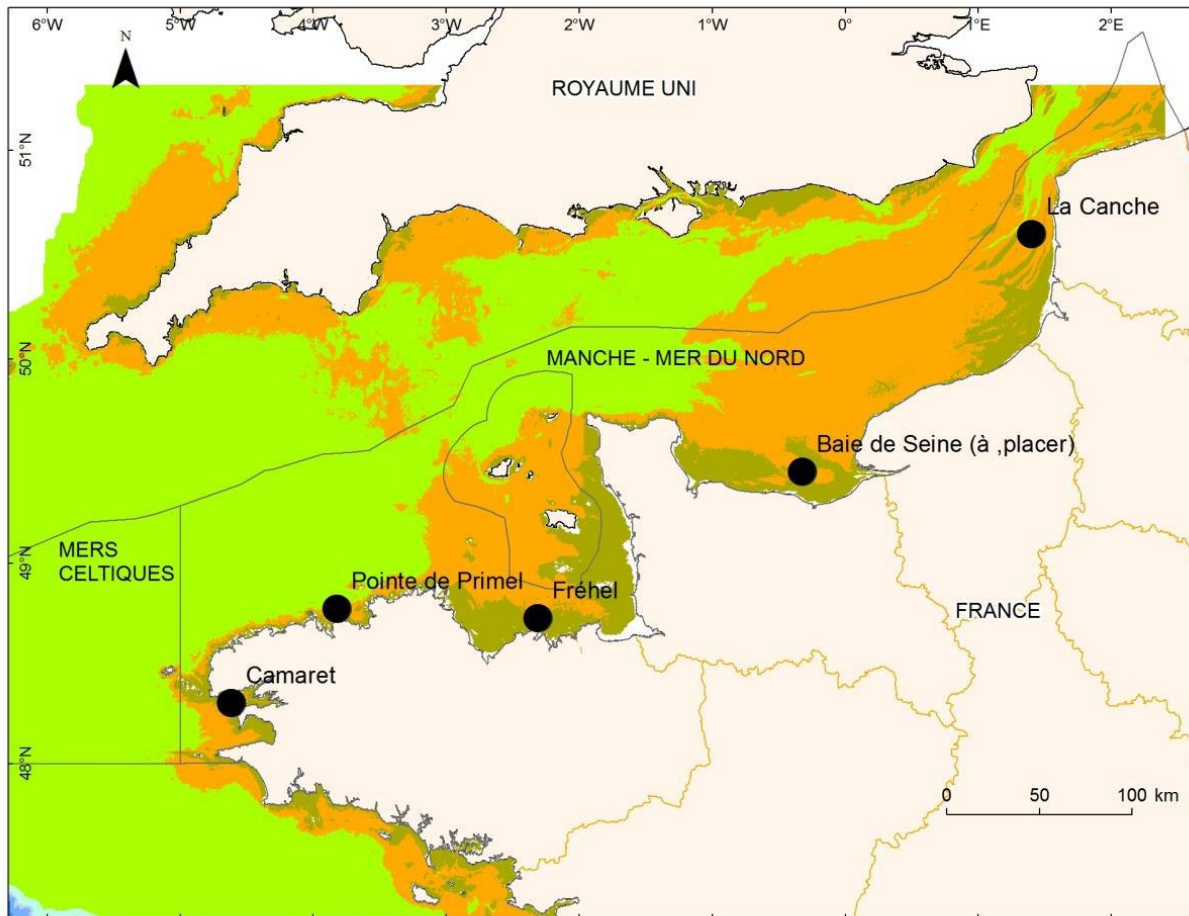 6°W 5°W 4°W 3°W 2°W 1°W 0° 1°E 2°E
N
ROYAUME UNI
51°N
La Canche
50°N
MANCHE - MER DU NORD
Baie de Seine (à ,placer)
49°N
MERS
CELTIQUES
Pointe de Primel
Fréhel
FRANCE
Camaret
48°N
0 50 100 km